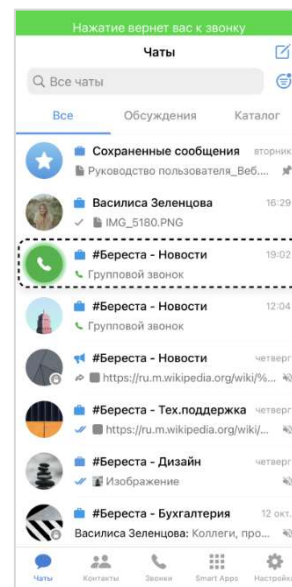 Нажатие вернет вас к звонку
Чаты
Все чаты
Все Обсуждения Каталог
Сохраненные сообщения вторник
Руководство пользователя_Веб....
Василиса Зеленцова 16:29
IMG_5180.PNG
#Береста - Новости 19:02
Групповой звонок
#Береста - Новости 12:04
Групповой звонок
#Береста - Новости четверг
https://ru.m.wikipedia.org/wiki/%...
#Береста - Тех.поддержка четверг
https://ru.m.wikipedia.org/wiki/...
#Береста - Дизайн четверг
Изображение
#Береста - Бухгалтерия 12 окт.
Василиса Зеленцова: Коллеги, про...
Чаты Контакты Звонки Smart Apps Настройки